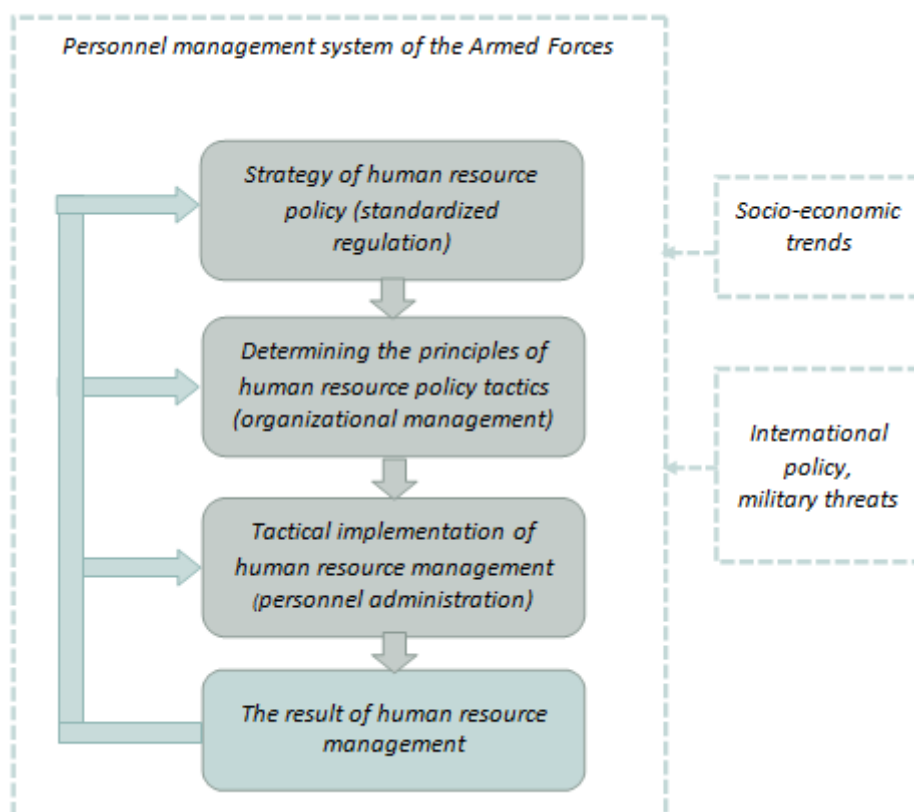 Personnel management system of the Armed Forces
Strategy of human resource
policy (standardized
regulation)
Determining the principles of
human resource policy tactics
(organizational management)
Tactical implementation of
human resource management
(personnel administration)
The result of human resource
management
Socio-economic
trends
International
policy,
military threats